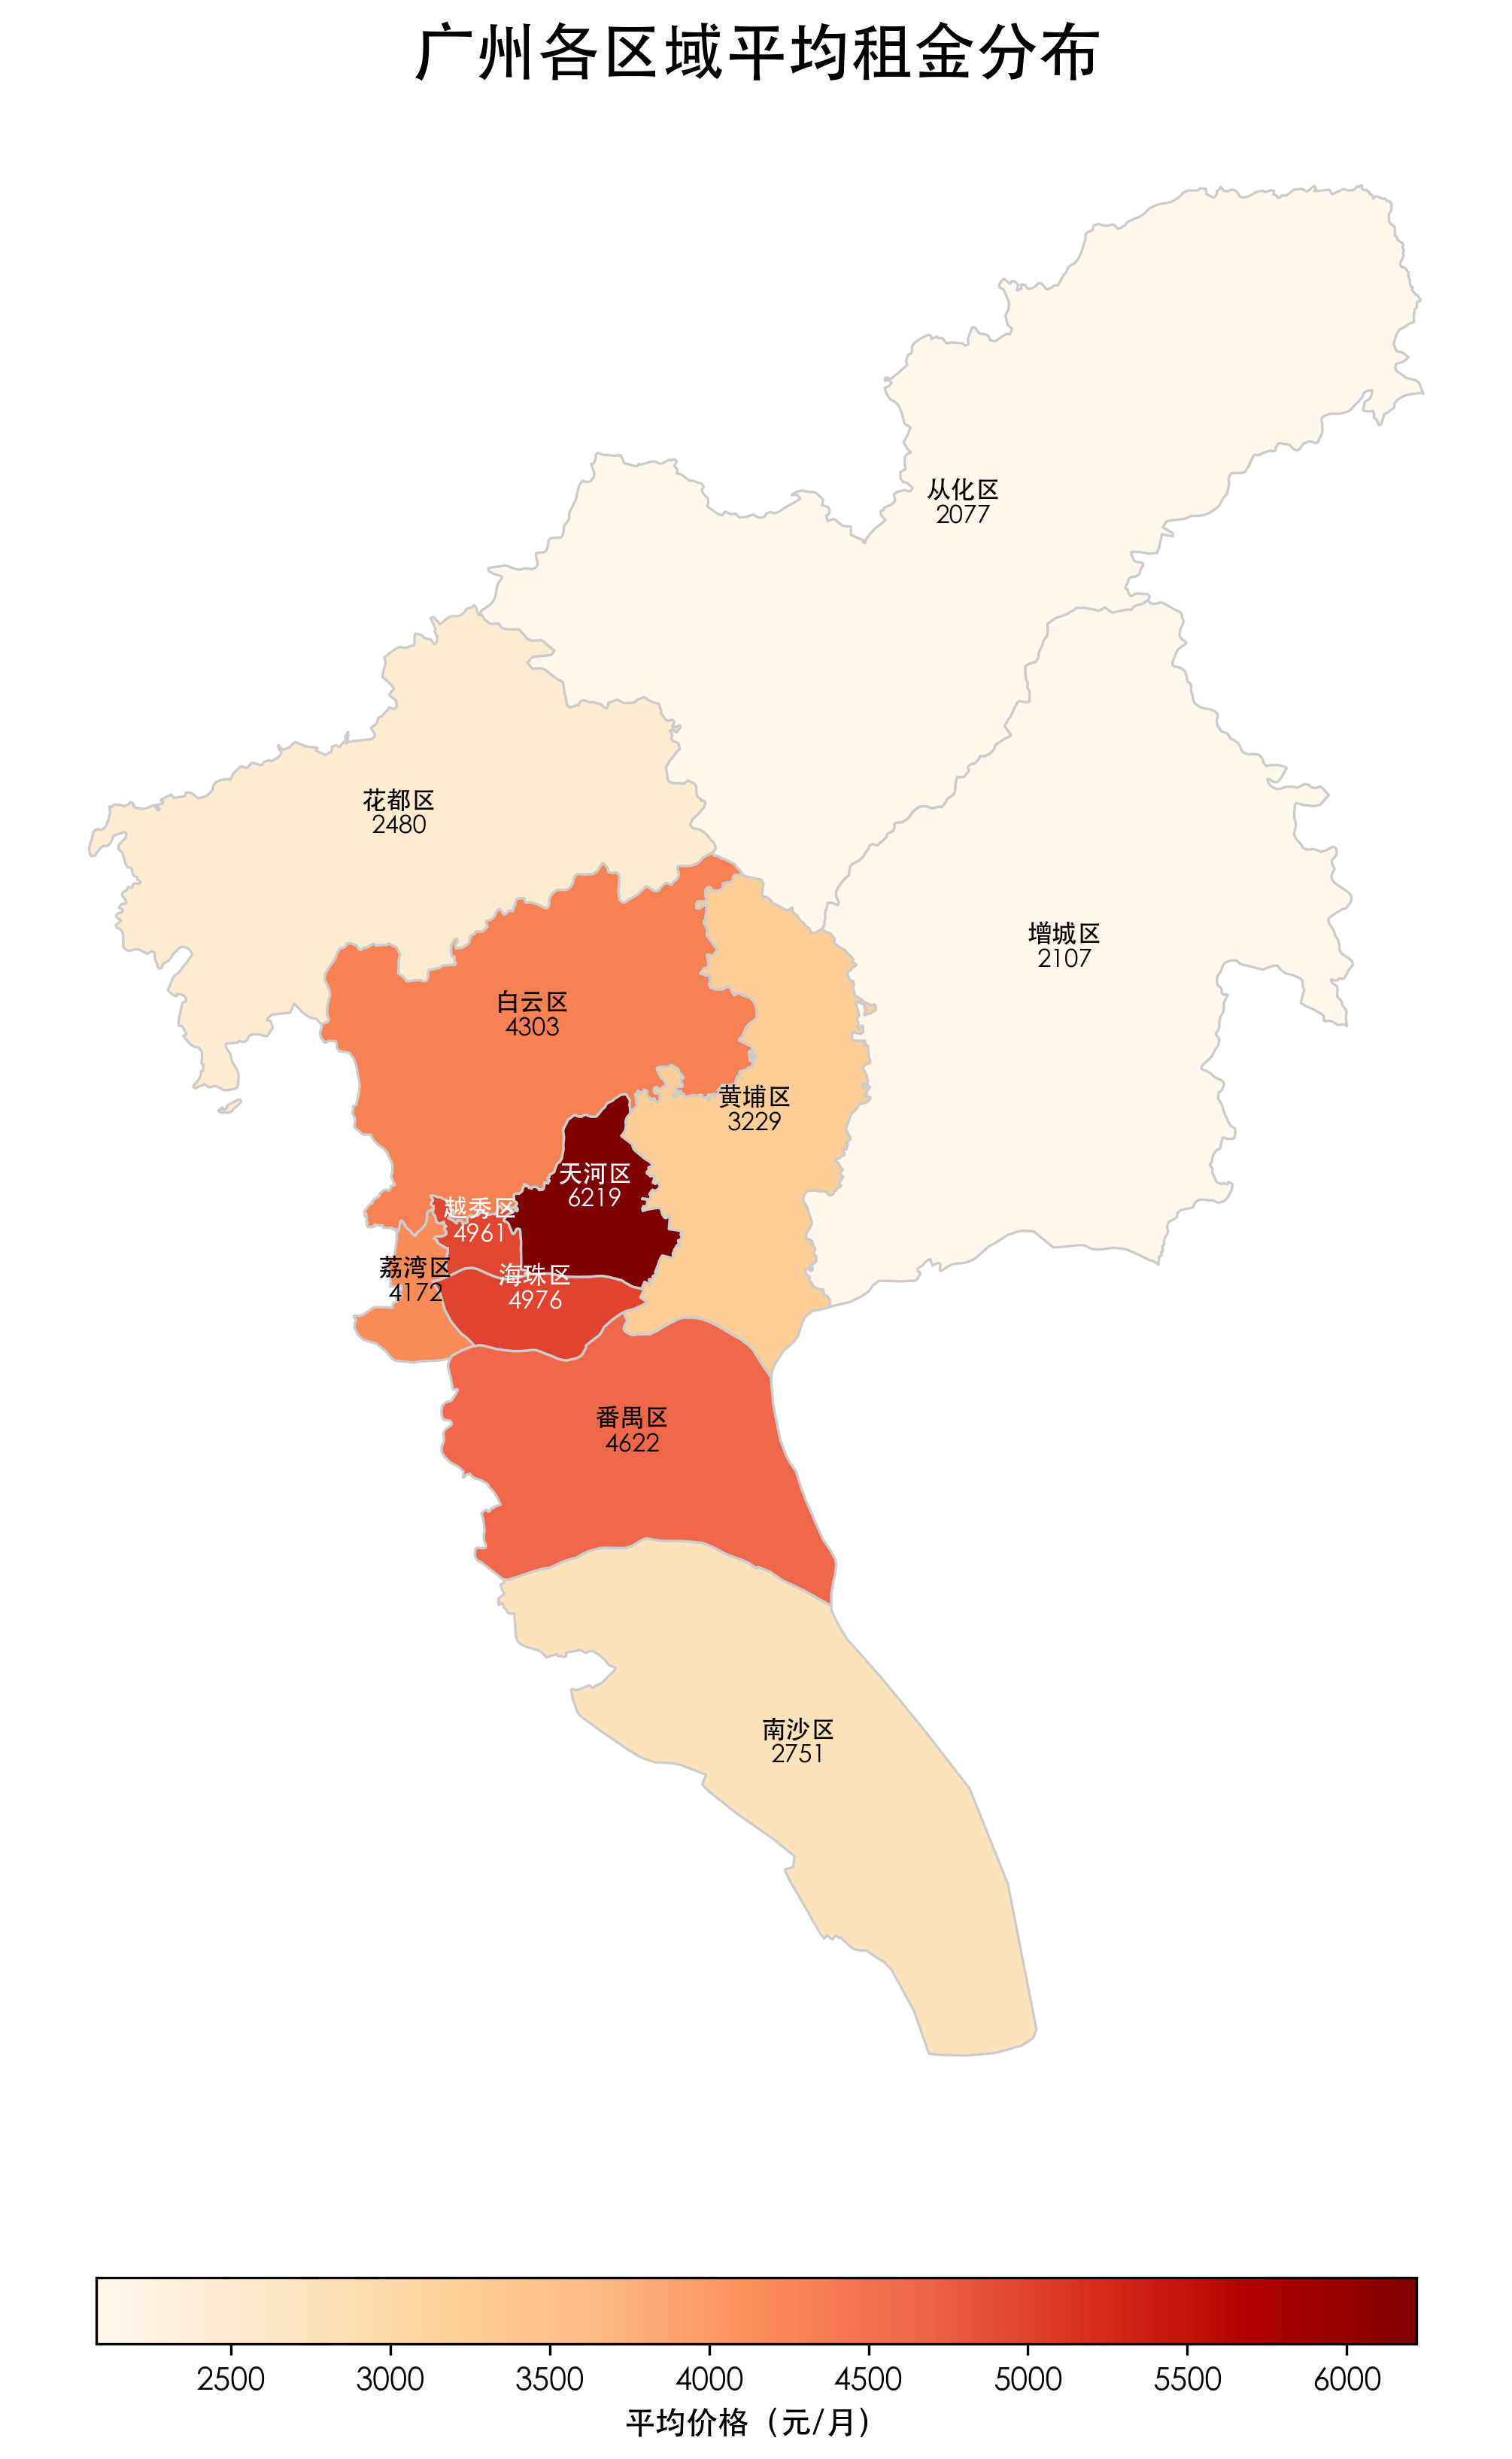 广州各区域平均租金分布
从化区
2077
花都区
2480
增城区
2107
白云区
4303
黄埔区
3229
天河区
6219
越秀区
4961
荔湾区
4172
海珠区
4976
番禺区
4622
南沙区
2751
2500 3000 3500 4000 4500 5000 5500 6000
平均价格（元/月）